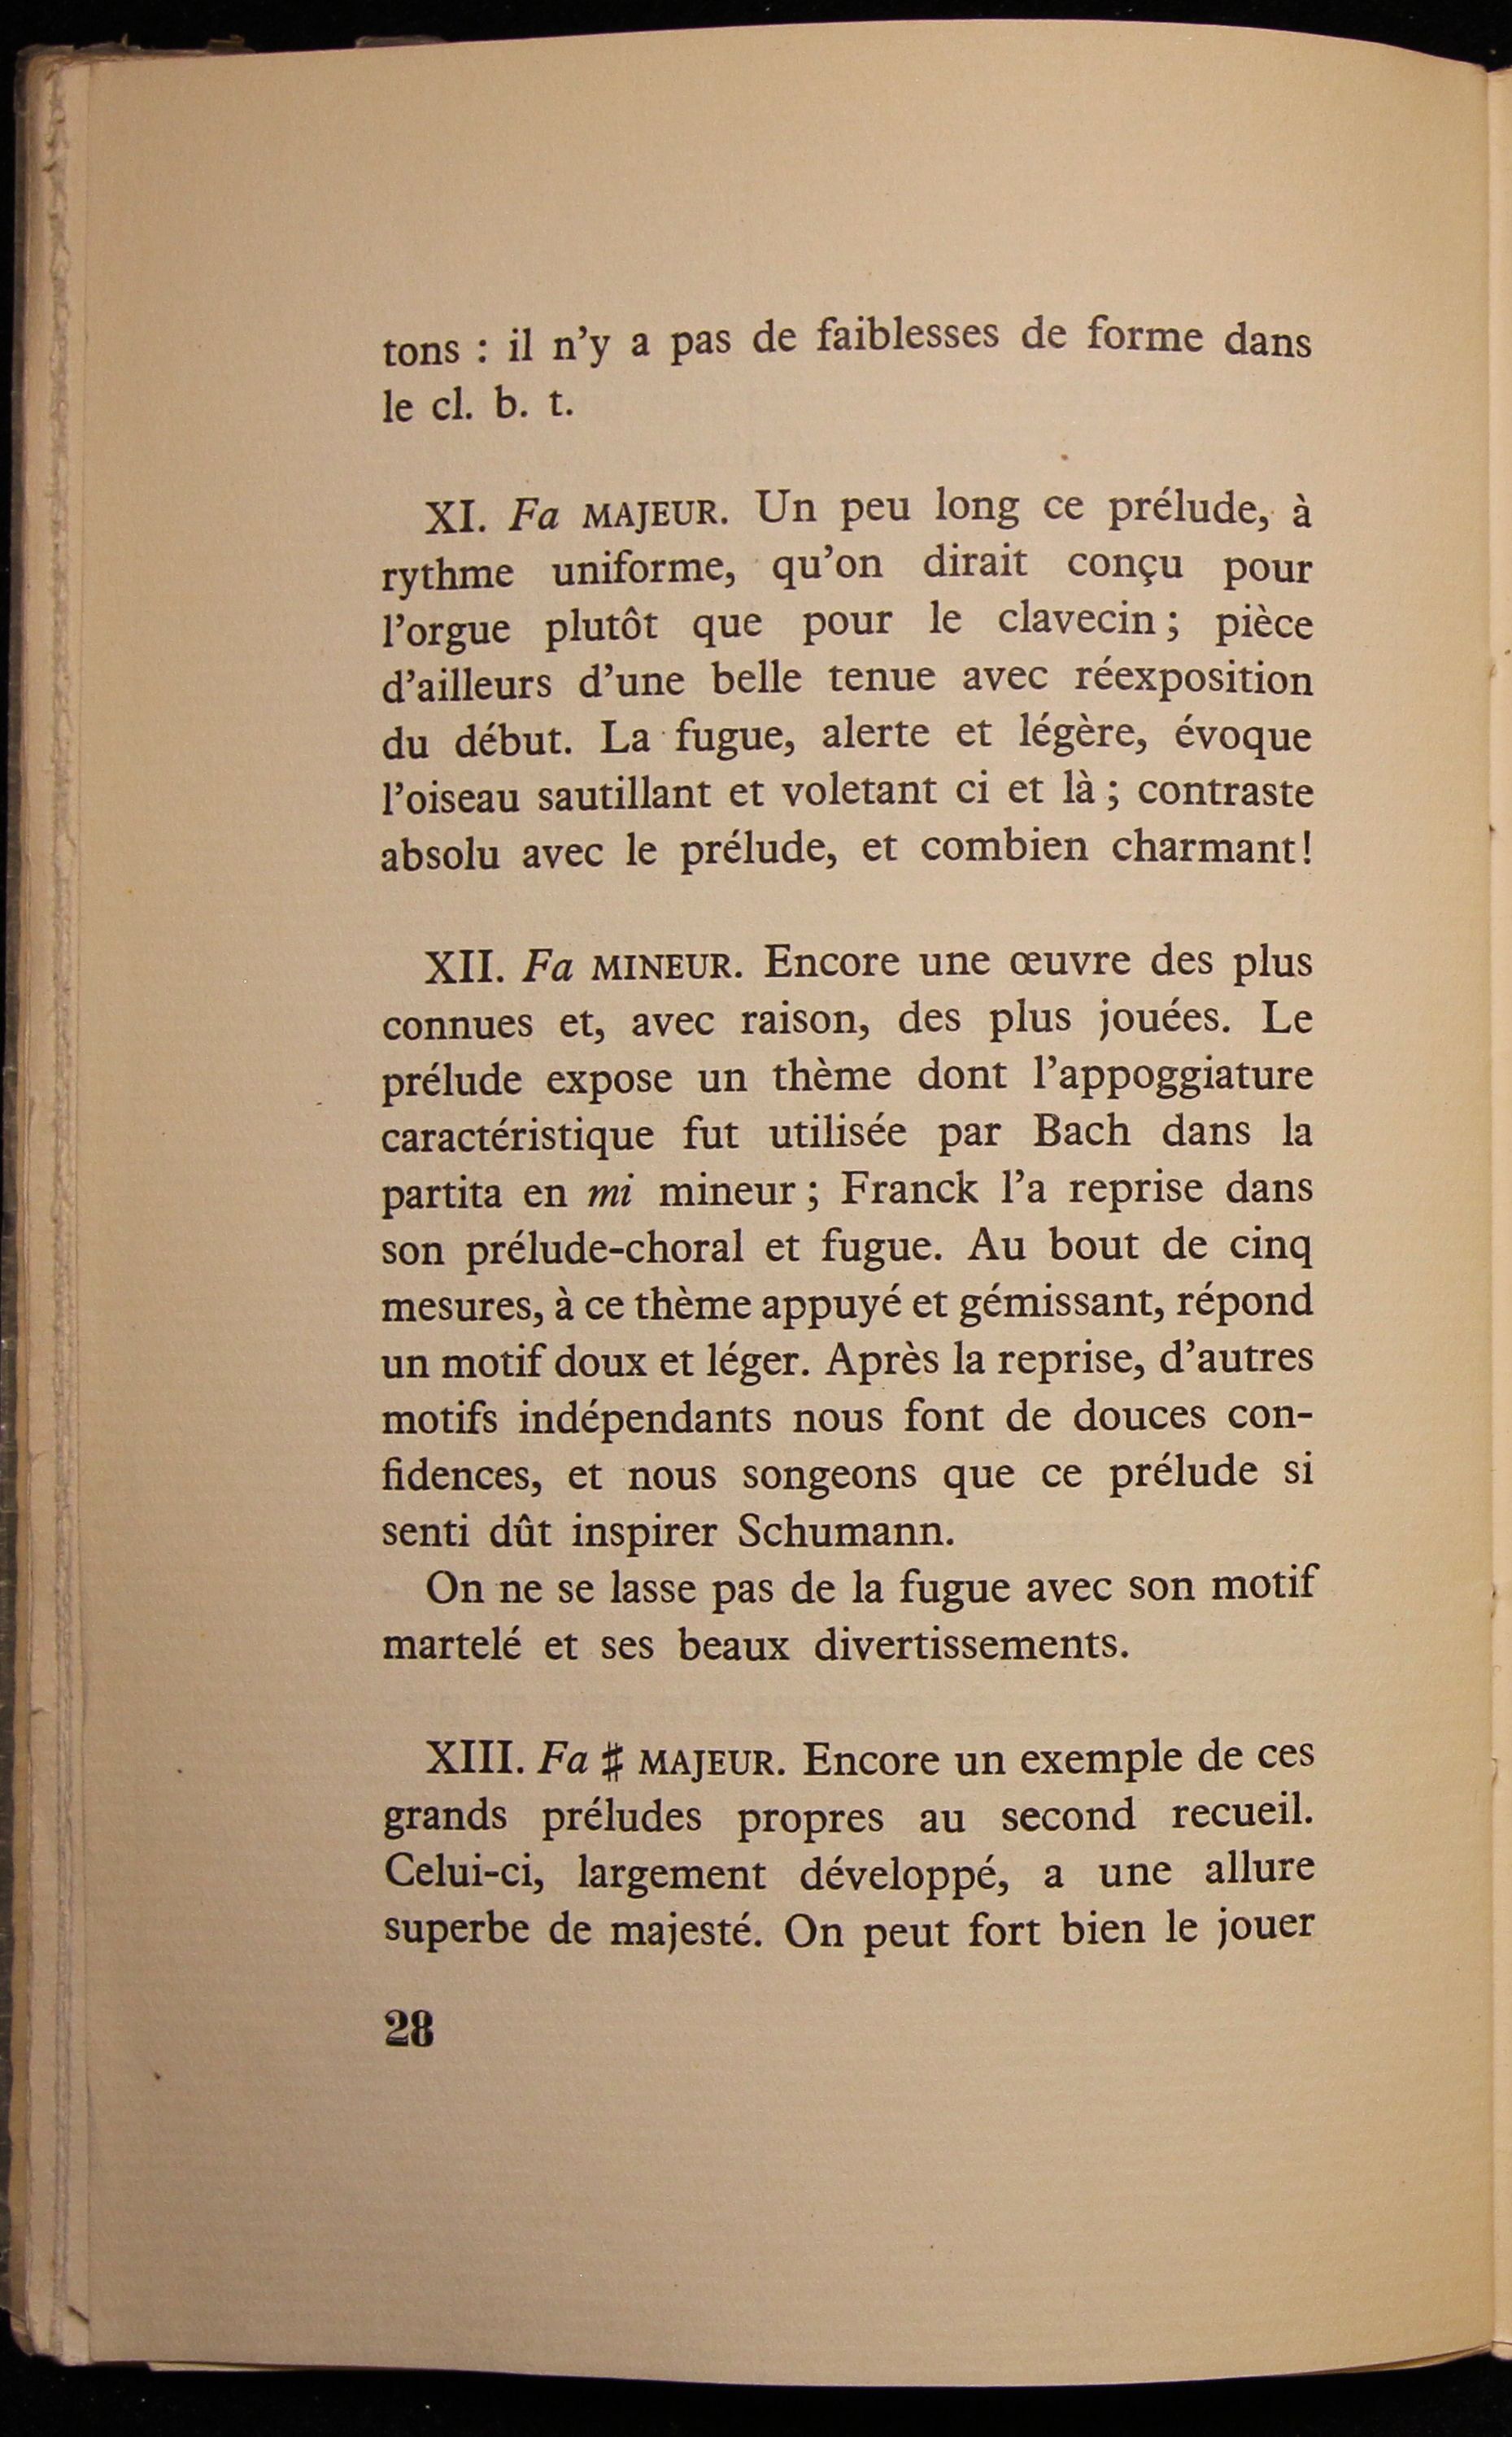 tons : il n'y a pas de faiblesses de forme dans
le cl. b. t.
XI. Fa MAJEUR. Un peu long ce prélude, à
rythme uniforme, qu'on dirait conçu pour
l'orgue plutôt que pour le clavecin ; pièce
d'ailleurs d'une belle tenue avec réexposition
du début. La fugue, alerte et légère, évoque
l'oiseau sautillant et voletant ci et là ; contraste
absolu avec le prélude, et combien charmant!
XII. Fa MINEUR. Encore une œuvre des plus
connues et, avec raison, des plus jouées. Le
prélude expose un thème dont l'appoggiature
caractéristique fut utilisée par Bach dans la
partita en mi mineur ; Franck l'a reprise dans
son prélude-choral et fugue. Au bout de cinq
mesures, à ce thème appuyé et gémissant, répond
un motif doux et léger. Après la reprise, d'autres
motifs indépendants nous font de douces con-
fidences, et nous songeons que ce prélude si
senti dût inspirer Schumann.
On ne se lasse pas de la fugue avec son motif
martelé et ses beaux divertissements.
XIII. Fa ♯ MAJEUR. Encore un exemple de ces
grands préludes propres au second recueil.
Celui-ci, largement développé, a une allure
superbe de majesté. On peut fort bien le jouer
28